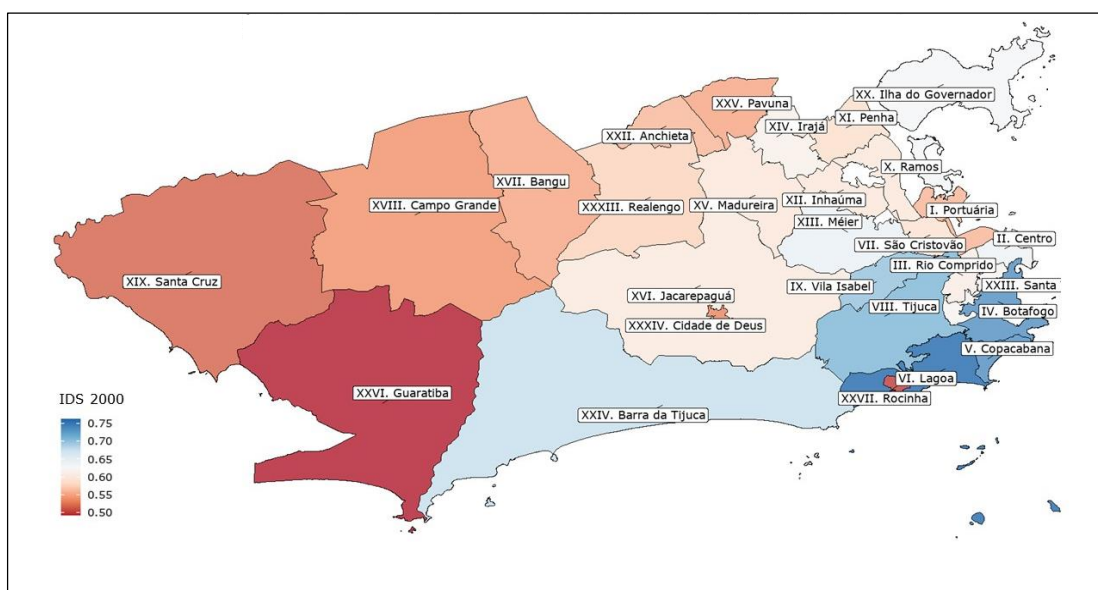 XX. Ilha do Governador
XXV. Pavuna
XI. Penha
XIV. Irajá
XXII. Anchieta
X. Ramos
XVII. Bangu
XII. Inhaúma
XVIII. Campo Grande
XXXIII. Realengo
XV. Madureira
I. Portuária
XIII. Méier
II. Centro
VII. São Cristovão
III. Rio Comprido
XIX. Santa Cruz
IX. Vila Isabel
XXIII. Santa
XVI. Jacarepaguá
VIII. Tijuca
IV. Botafogo
XXXIV. Cidade de Deus
V. Copacabana
VI. Lagoa
XXVI. Guaratiba
XXVII. Rocinha
XXIV. Barra da Tijuca
IDS 2000
0.75
0.70
0.65
0.60
0.55
0.50